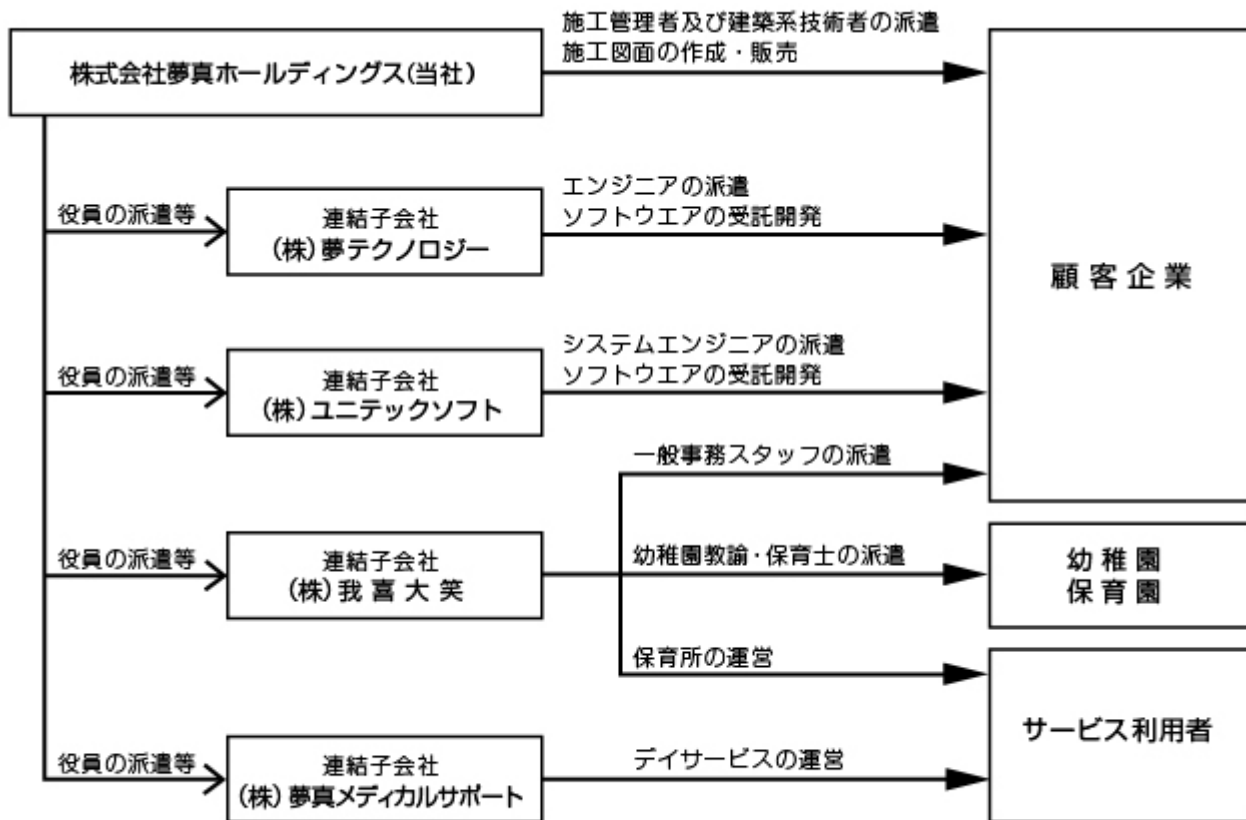 施工管理者及び建築系技術者の派遣
施工図面の作成・販売
株式会社夢真ホールディングス(当社)
顧客企業
役員の派遣等
連結子会社
(株)夢テクノロジー
エンジニアの派遣
ソフトウエアの受託開発
役員の派遣等
連結子会社
(株)ユニテックソフト
システムエンジニアの派遣
ソフトウエアの受託開発
一般事務スタッフの派遣
役員の派遣等
連結子会社
(株)我喜大笑
幼稚園教諭・保育士の派遣
幼稚園
保育園
保育所の運営
サービス利用者
役員の派遣等
連結子会社
(株)夢真メディカルサポート
デイサービスの運営